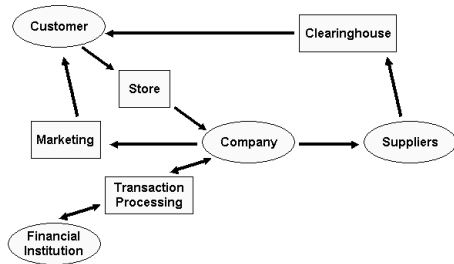 Customer
Clearinghouse
Store
Marketing
Company
Suppliers
Transaction
Processing
Financial
Institution